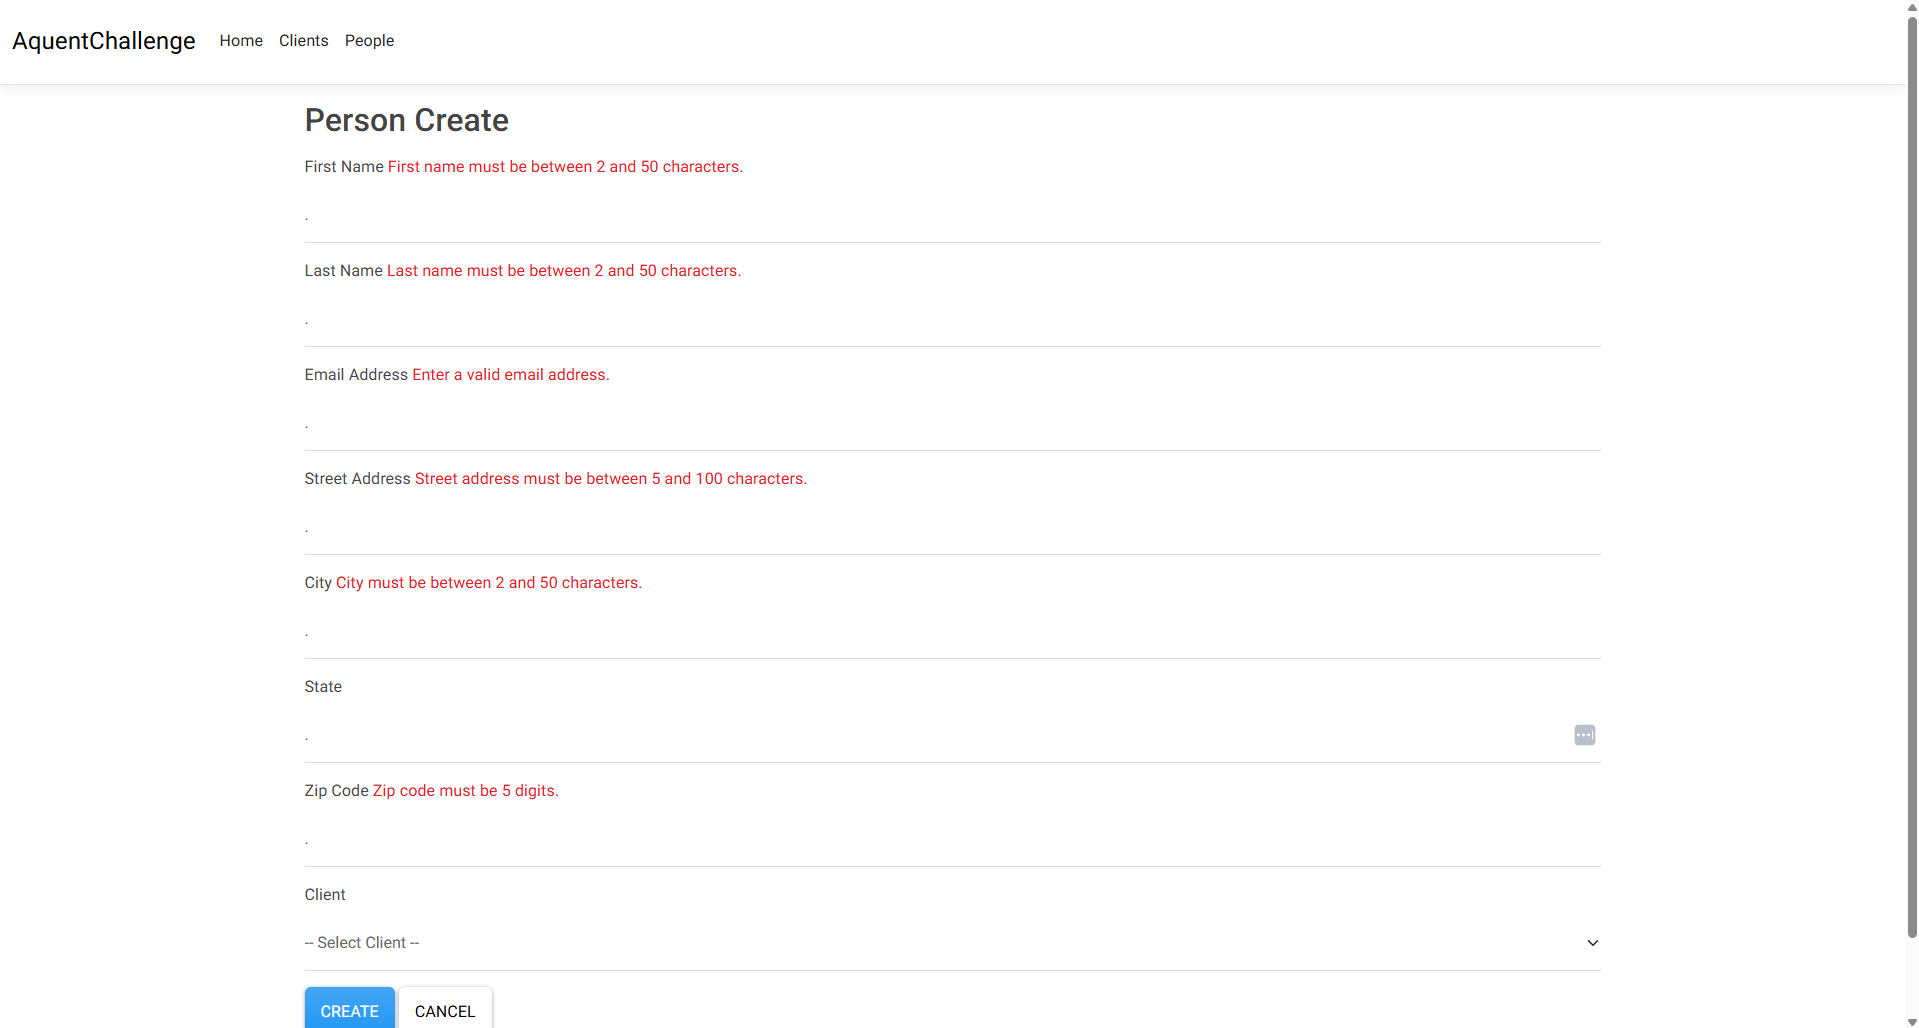 AquentChallenge Home Clients People
Person Create
First Name First name must be between 2 and 50 characters.
.
Last Name Last name must be between 2 and 50 characters.
.
Email Address Enter a valid email address.
.
Street Address Street address must be between 5 and 100 characters.
.
City City must be between 2 and 50 characters.
.
State
.
Zip Code Zip code must be 5 digits.
.
Client
-- Select Client --
CREATE CANCEL